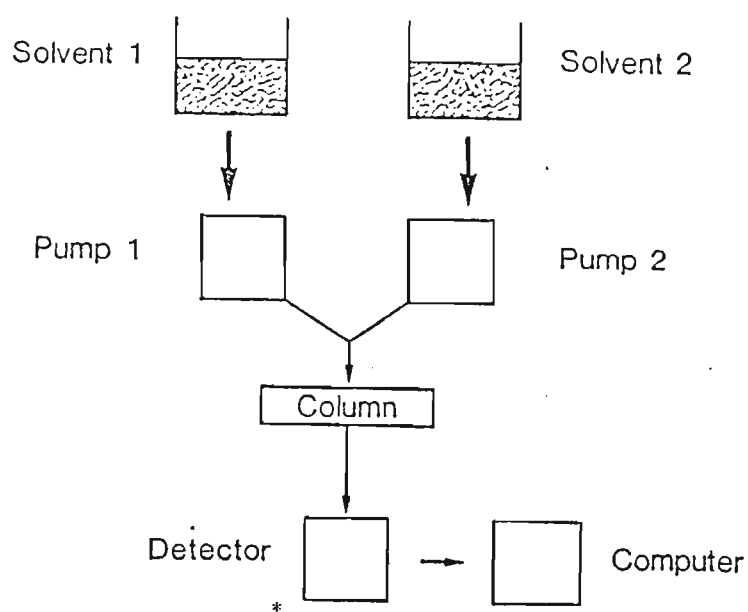 Solvent 1
Solvent 2
Pump 1
Pump 2
Column
Detector
Computer
*